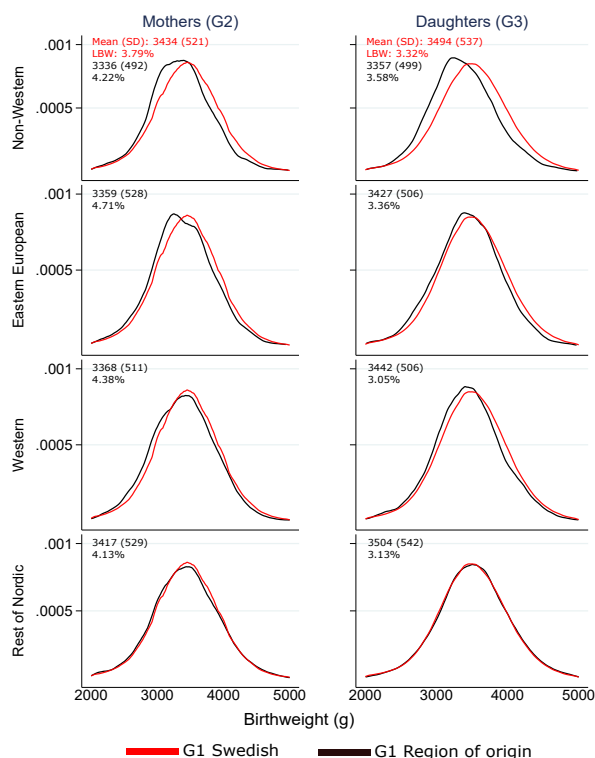 Mothers (G2)
Daughters (G3)
Non-Western
.001
.0005
Mean (SD): 3434 (521)
LBW: 3.79%
3336 (492)
4.22%
Mean (SD): 3494 (537)
LBW: 3.32%
3357 (499)
3.58%
Eastern European
.001
.0005
3359 (528)
4.71%
3427 (506)
3.36%
Western
.001
.0005
3368 (511)
4.38%
3442 (506)
3.05%
Rest of Nordic
.001
.0005
3417 (529)
4.13%
3504 (542)
3.13%
2000 3000 4000 5000
2000 3000 4000 5000
Birthweight (g)
G1 Swedish
G1 Region of origin